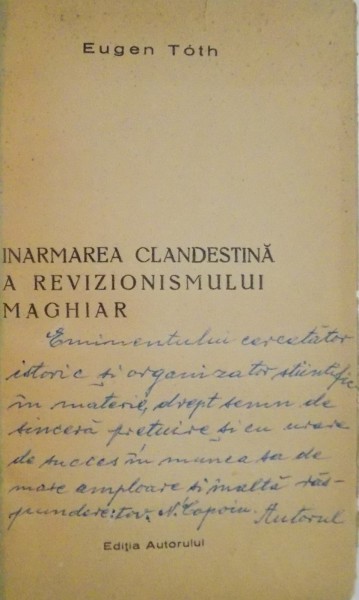 Eugen Tóth
INARMAREA CLANDESTINĂ
A REVIZIONISMULUI
MAGHIAR
Eminentului cercetător
istoric și organizator științific
în materie, drept semn de
sinceră prețuire și cu urare
de succes în munca sa de
mare amploare și înaltă răs-
pundere: tov. N. Copoiu. Autorul
Ediția Autorului